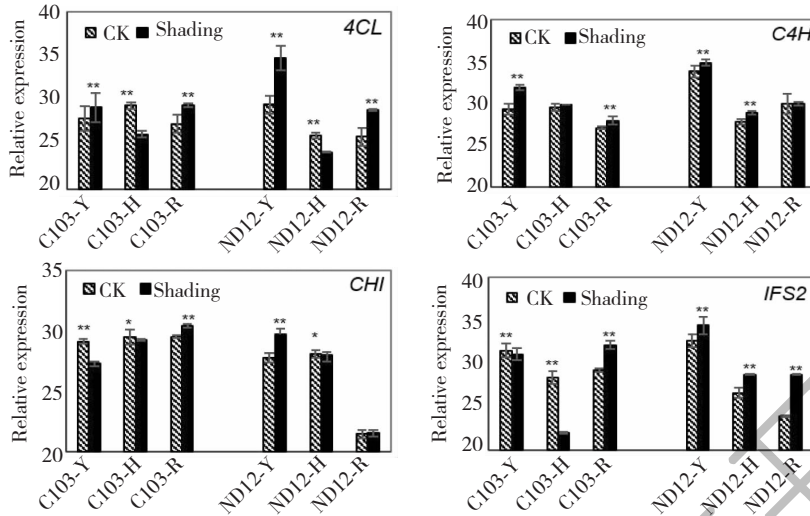 4CL
CK Shading
Relative expression
40
35
30
25
20
** ** ** ** ** **
C103-Y C103-H C103-R ND12-Y ND12-H ND12-R
C4H
CK Shading
Relative expression
40
35
30
25
20
** ** ** **
C103-Y C103-H C103-R ND12-Y ND12-H ND12-R
CHI
CK Shading
Relative expression
35
30
25
20
** * ** ** *
C103-Y C103-H C103-R ND12-Y ND12-H ND12-R
IFS2
CK Shading
Relative expression
40
35
30
25
20
** ** ** ** ** **
C103-Y C103-H C103-R ND12-Y ND12-H ND12-R